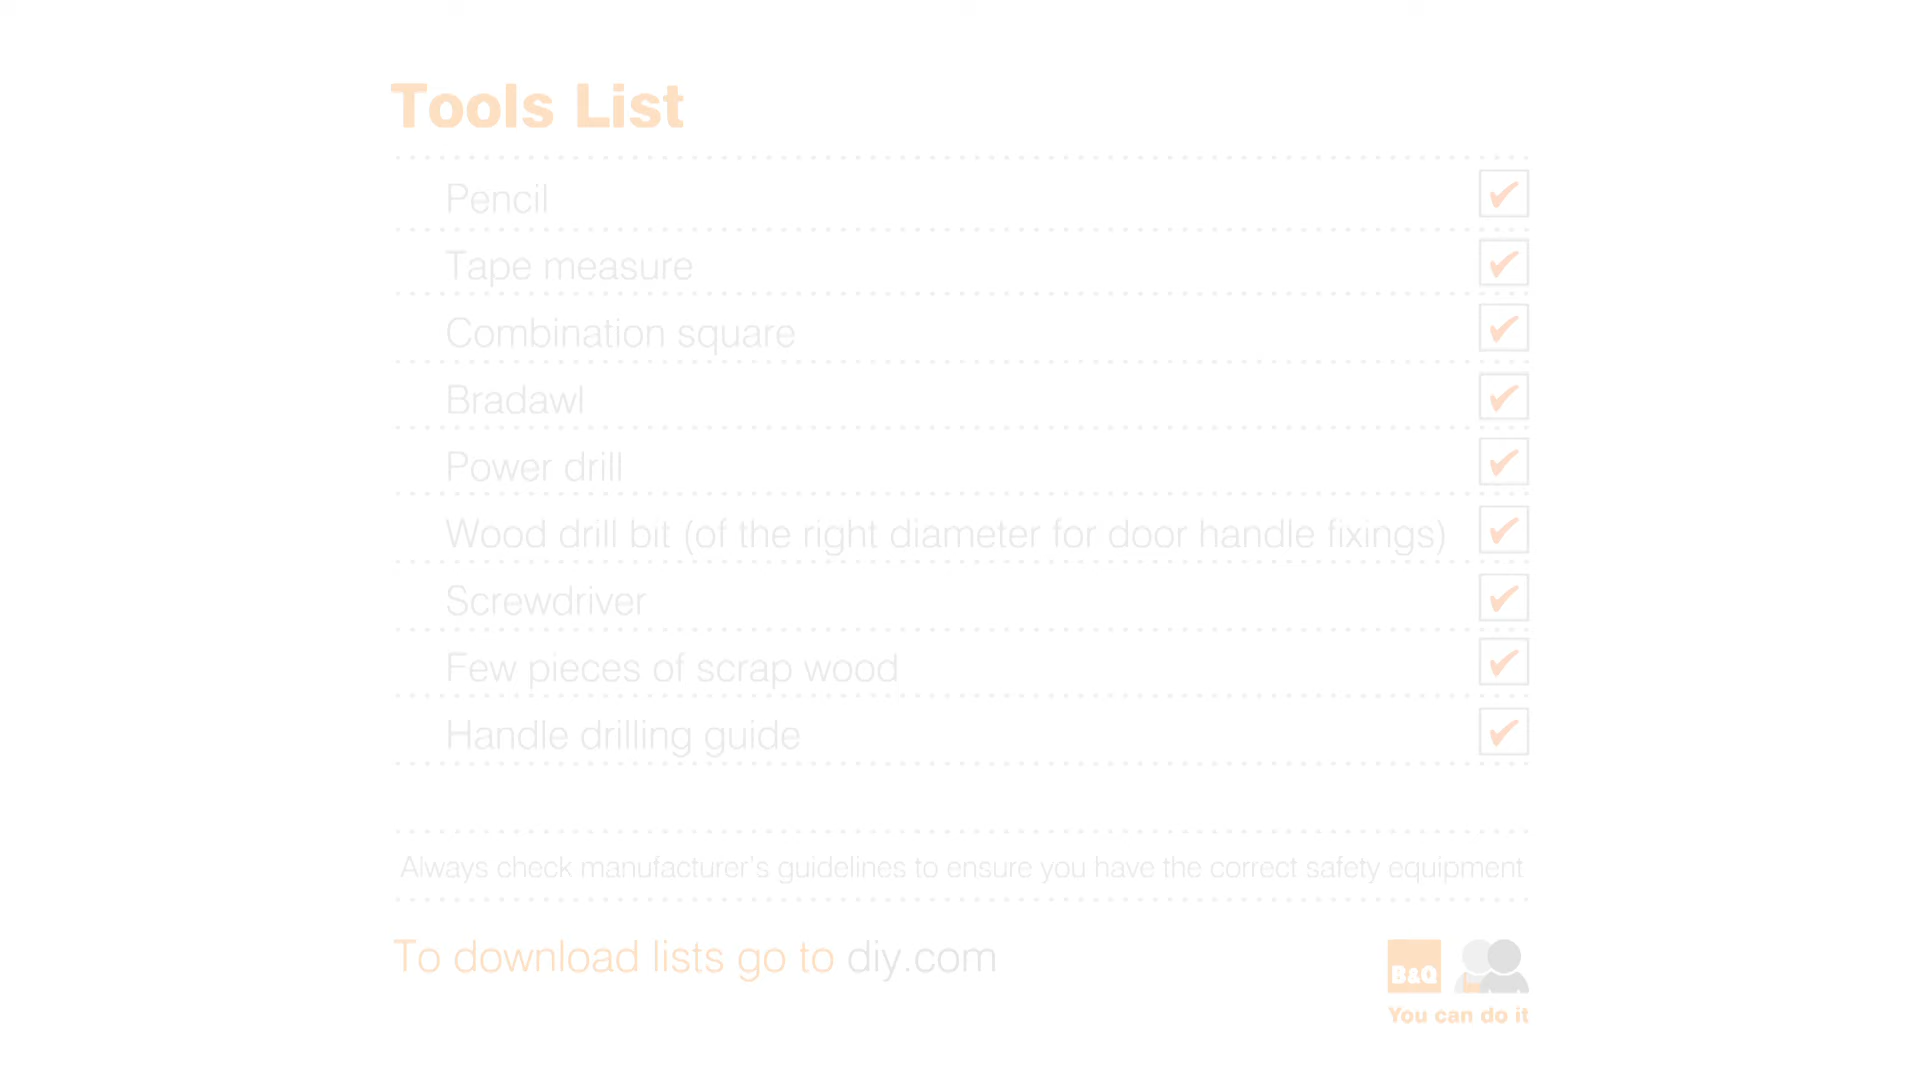 Tools List
Pencil
Tape measure
Combination square
Bradawl
Power drill
Wood drill bit (of the right diameter for door handle fixings)
Screwdriver
Few pieces of scrap wood
Handle drilling guide
Always check manufacturer's guidelines to ensure you have the correct safety equipment
To download lists go to diy.com
B&Q
You can do it